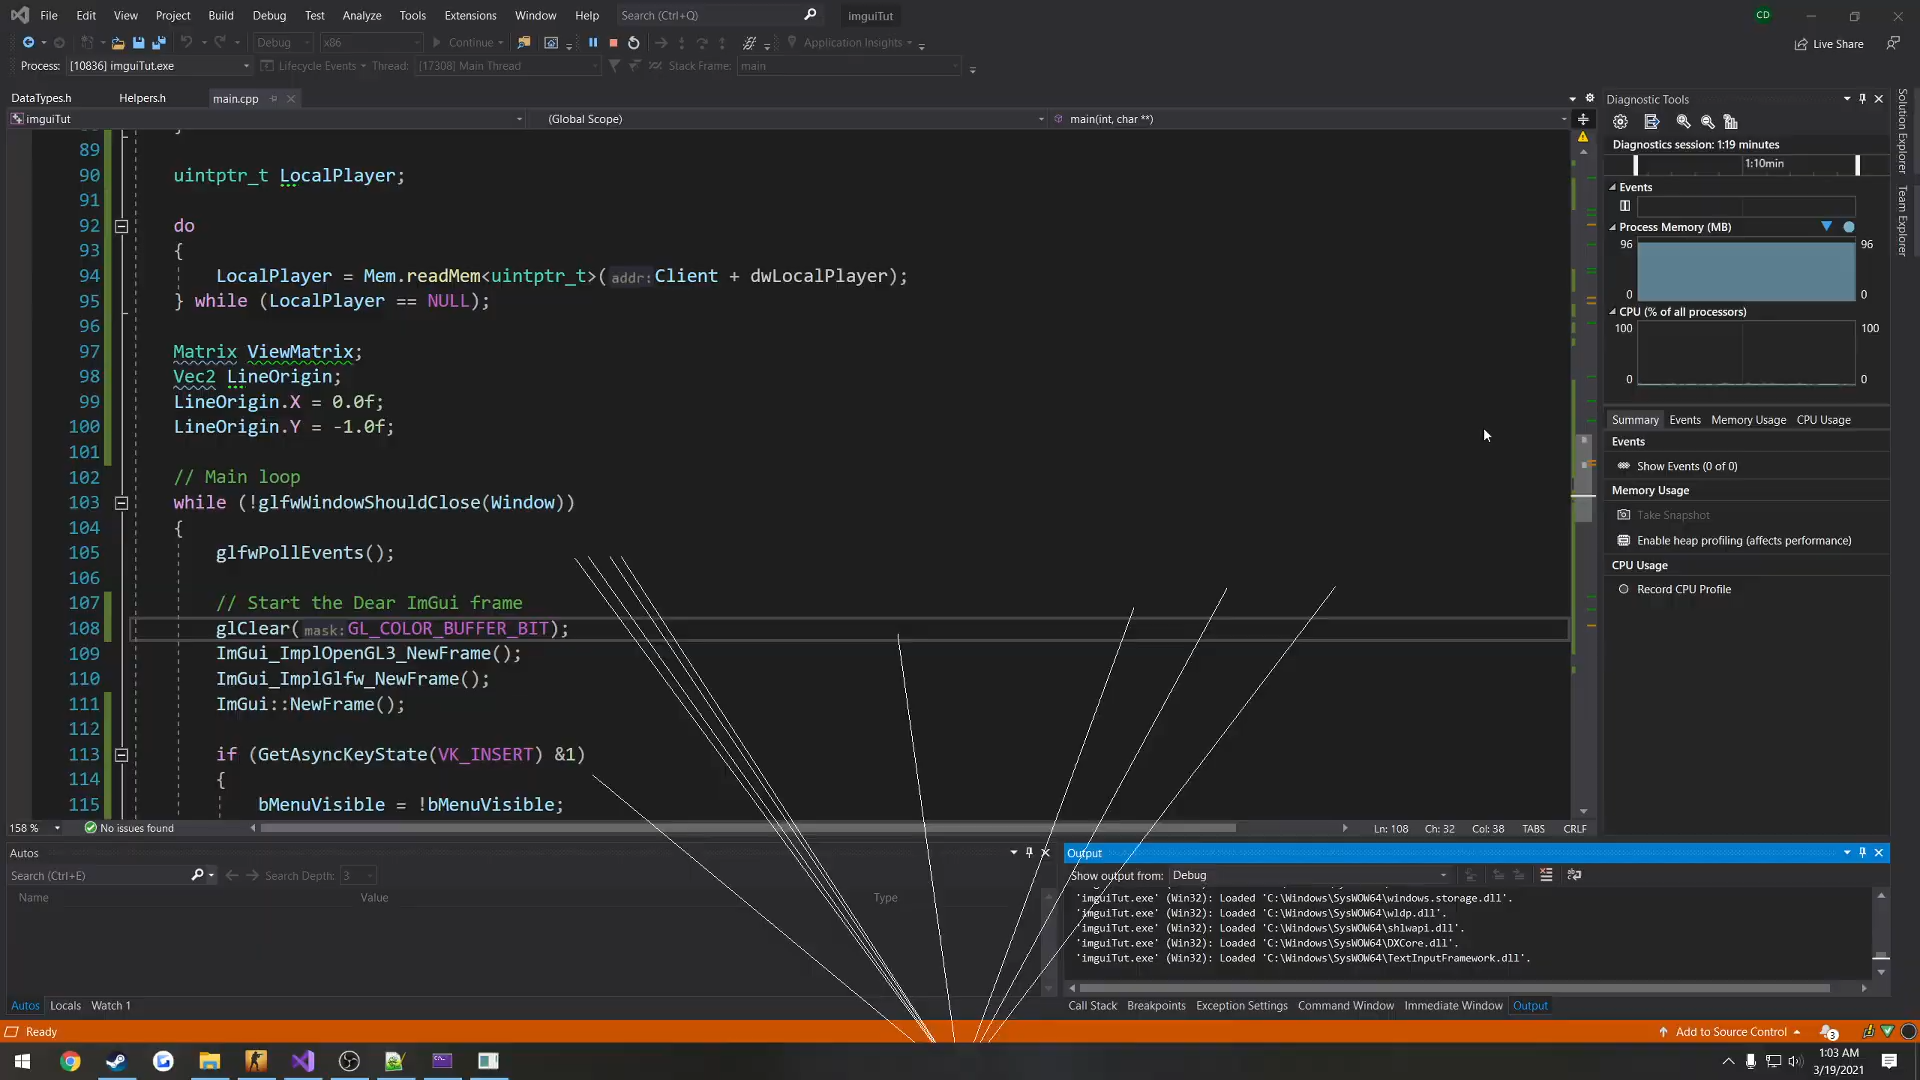 File Edit View Project Build Debug Test Analyze Tools Extensions Window Help Search (Ctrl+Q) imguiTut CD
Debug x86 Continue Application Insights Live Share
Process: [10836] imguiTut.exe Lifecycle Events Thread: [17308] Main Thread Stack Frame: main
DataTypes.h Helpers.h main.cpp
imguiTut (Global Scope) main(int, char **)
89
90 uintptr_t LocalPlayer;
91
92 do
93 {
94 LocalPlayer = Mem.readMem<uintptr_t>(addr:Client + dwLocalPlayer);
95 } while (LocalPlayer == NULL);
96
97 Matrix ViewMatrix;
98 Vec2 LineOrigin;
99 LineOrigin.X = 0.0f;
100 LineOrigin.Y = -1.0f;
101
102 // Main loop
103 while (!glfwWindowShouldClose(Window))
104 {
105 glfwPollEvents();
106
107 // Start the Dear ImGui frame
108 glClear(mask:GL_COLOR_BUFFER_BIT);
109 ImGui_ImplOpenGL3_NewFrame();
110 ImGui_ImplGlfw_NewFrame();
111 ImGui::NewFrame();
112
113 if (GetAsyncKeyState(VK_INSERT) &1)
114 {
115 bMenuVisible = !bMenuVisible;
158 % No issues found Ln: 108 Ch: 32 Col: 38 TABS CRLF
Diagnostic Tools
Diagnostics session: 1:19 minutes
1:10min
Events
Process Memory (MB)
96 96
0 0
CPU (% of all processors)
100 100
0 0
Summary Events Memory Usage CPU Usage
Events
Show Events (0 of 0)
Memory Usage
Take Snapshot
Enable heap profiling (affects performance)
CPU Usage
Record CPU Profile
Solution Explorer
Team Explorer
Autos
Search (Ctrl+E) Search Depth: 3
Name Value Type
Autos Locals Watch 1
Output
Show output from: Debug
'imguiTut.exe' (Win32): Loaded 'C:\Windows\SysWOW64\windows.storage.dll'.
'imguiTut.exe' (Win32): Loaded 'C:\Windows\SysWOW64\wldp.dll'.
'imguiTut.exe' (Win32): Loaded 'C:\Windows\SysWOW64\shlwapi.dll'.
'imguiTut.exe' (Win32): Loaded 'C:\Windows\SysWOW64\DXCore.dll'.
'imguiTut.exe' (Win32): Loaded 'C:\Windows\SysWOW64\TextInputFramework.dll'.
Call Stack Breakpoints Exception Settings Command Window Immediate Window Output
Ready Add to Source Control 3
1:03 AM
3/19/2021